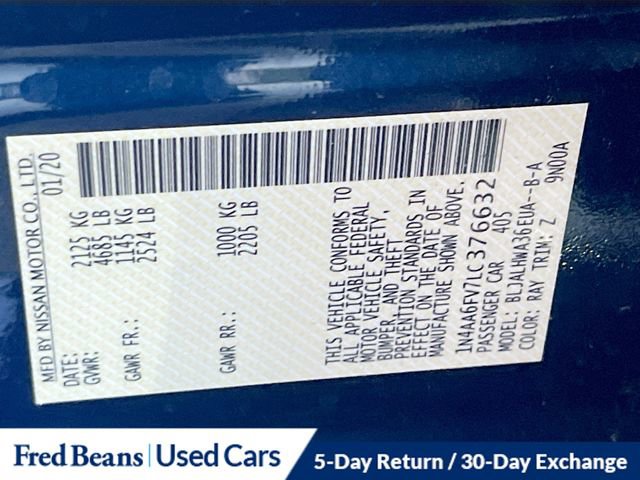 MFD BY NISSAN MOTOR CO., LTD.
DATE: 01/20
GVWR: 2125 KG
4685 LB
GAWR FR.: 1145 KG
2524 LB
GAWR RR.: 1000 KG
2205 LB
THIS VEHICLE CONFORMS TO
ALL APPLICABLE FEDERAL
MOTOR VEHICLE SAFETY,
BUMPER, AND THEFT
PREVENTION STANDARDS IN
EFFECT ON THE DATE OF
MANUFACTURE SHOWN ABOVE.
1N4AA6FV7LC376632
PASSENGER CAR 405
MODEL: BLJALHWA36EUA--B-A
COLOR: RAY TRIM: Z 9N00A
Fred Beans | Used Cars
5-Day Return / 30-Day Exchange